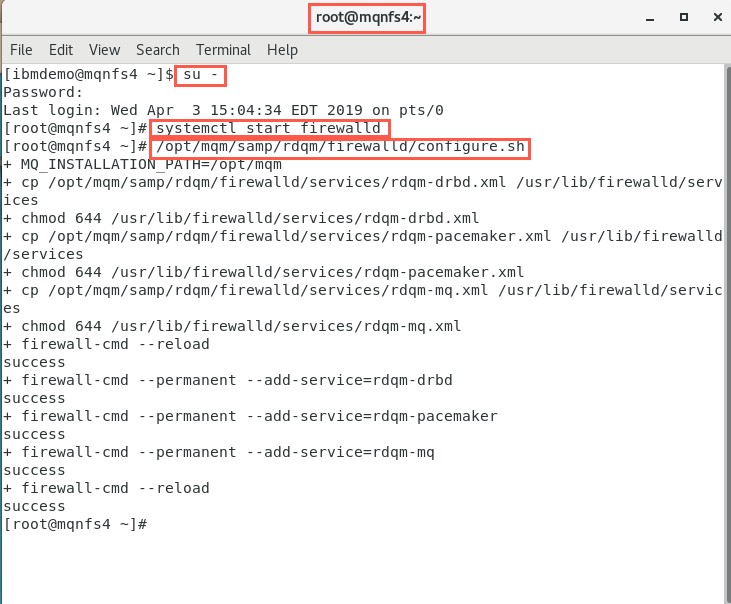 root@mqnfs4:~
File Edit View Search Terminal Help
[ibmdemo@mqnfs4 ~]$ su -
Password:
Last login: Wed Apr  3 15:04:34 EDT 2019 on pts/0
[root@mqnfs4 ~]# systemctl start firewalld
[root@mqnfs4 ~]# /opt/mqm/samp/rdqm/firewalld/configure.sh
+ MQ_INSTALLATION_PATH=/opt/mqm
+ cp /opt/mqm/samp/rdqm/firewalld/services/rdqm-drbd.xml /usr/lib/firewalld/serv
ices
+ chmod 644 /usr/lib/firewalld/services/rdqm-drbd.xml
+ cp /opt/mqm/samp/rdqm/firewalld/services/rdqm-pacemaker.xml /usr/lib/firewalld
/services
+ chmod 644 /usr/lib/firewalld/services/rdqm-pacemaker.xml
+ cp /opt/mqm/samp/rdqm/firewalld/services/rdqm-mq.xml /usr/lib/firewalld/servic
es
+ chmod 644 /usr/lib/firewalld/services/rdqm-mq.xml
+ firewall-cmd --reload
success
+ firewall-cmd --permanent --add-service=rdqm-drbd
success
+ firewall-cmd --permanent --add-service=rdqm-pacemaker
success
+ firewall-cmd --permanent --add-service=rdqm-mq
success
+ firewall-cmd --reload
success
[root@mqnfs4 ~]#